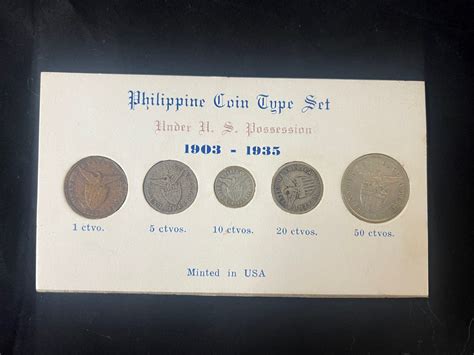 Philippine Coin Type Set
Under U. S. Possession
1903 - 1935
1 ctvo. 5 ctvos. 10 ctvos. 20 ctvos. 50 ctvos.
Minted in USA